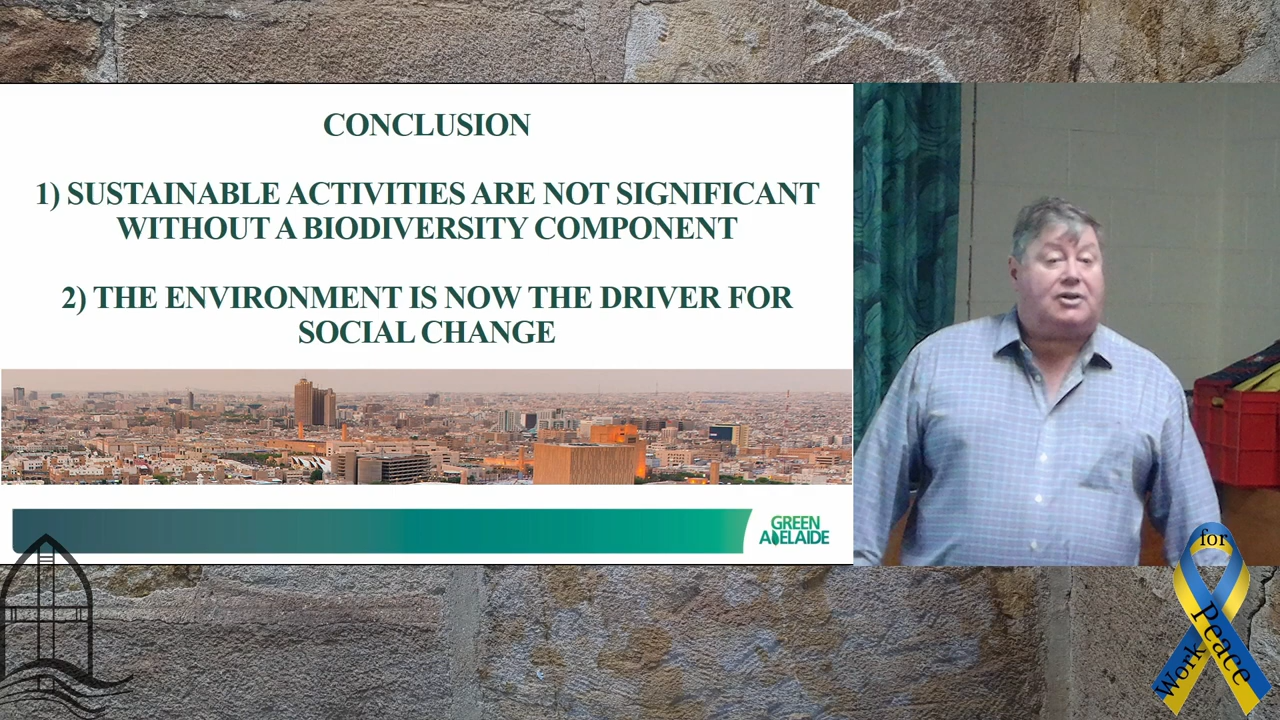 CONCLUSION
1) SUSTAINABLE ACTIVITIES ARE NOT SIGNIFICANT
WITHOUT A BIODIVERSITY COMPONENT
2) THE ENVIRONMENT IS NOW THE DRIVER FOR
SOCIAL CHANGE
GREEN
ADELAIDE
for
Work
Peace